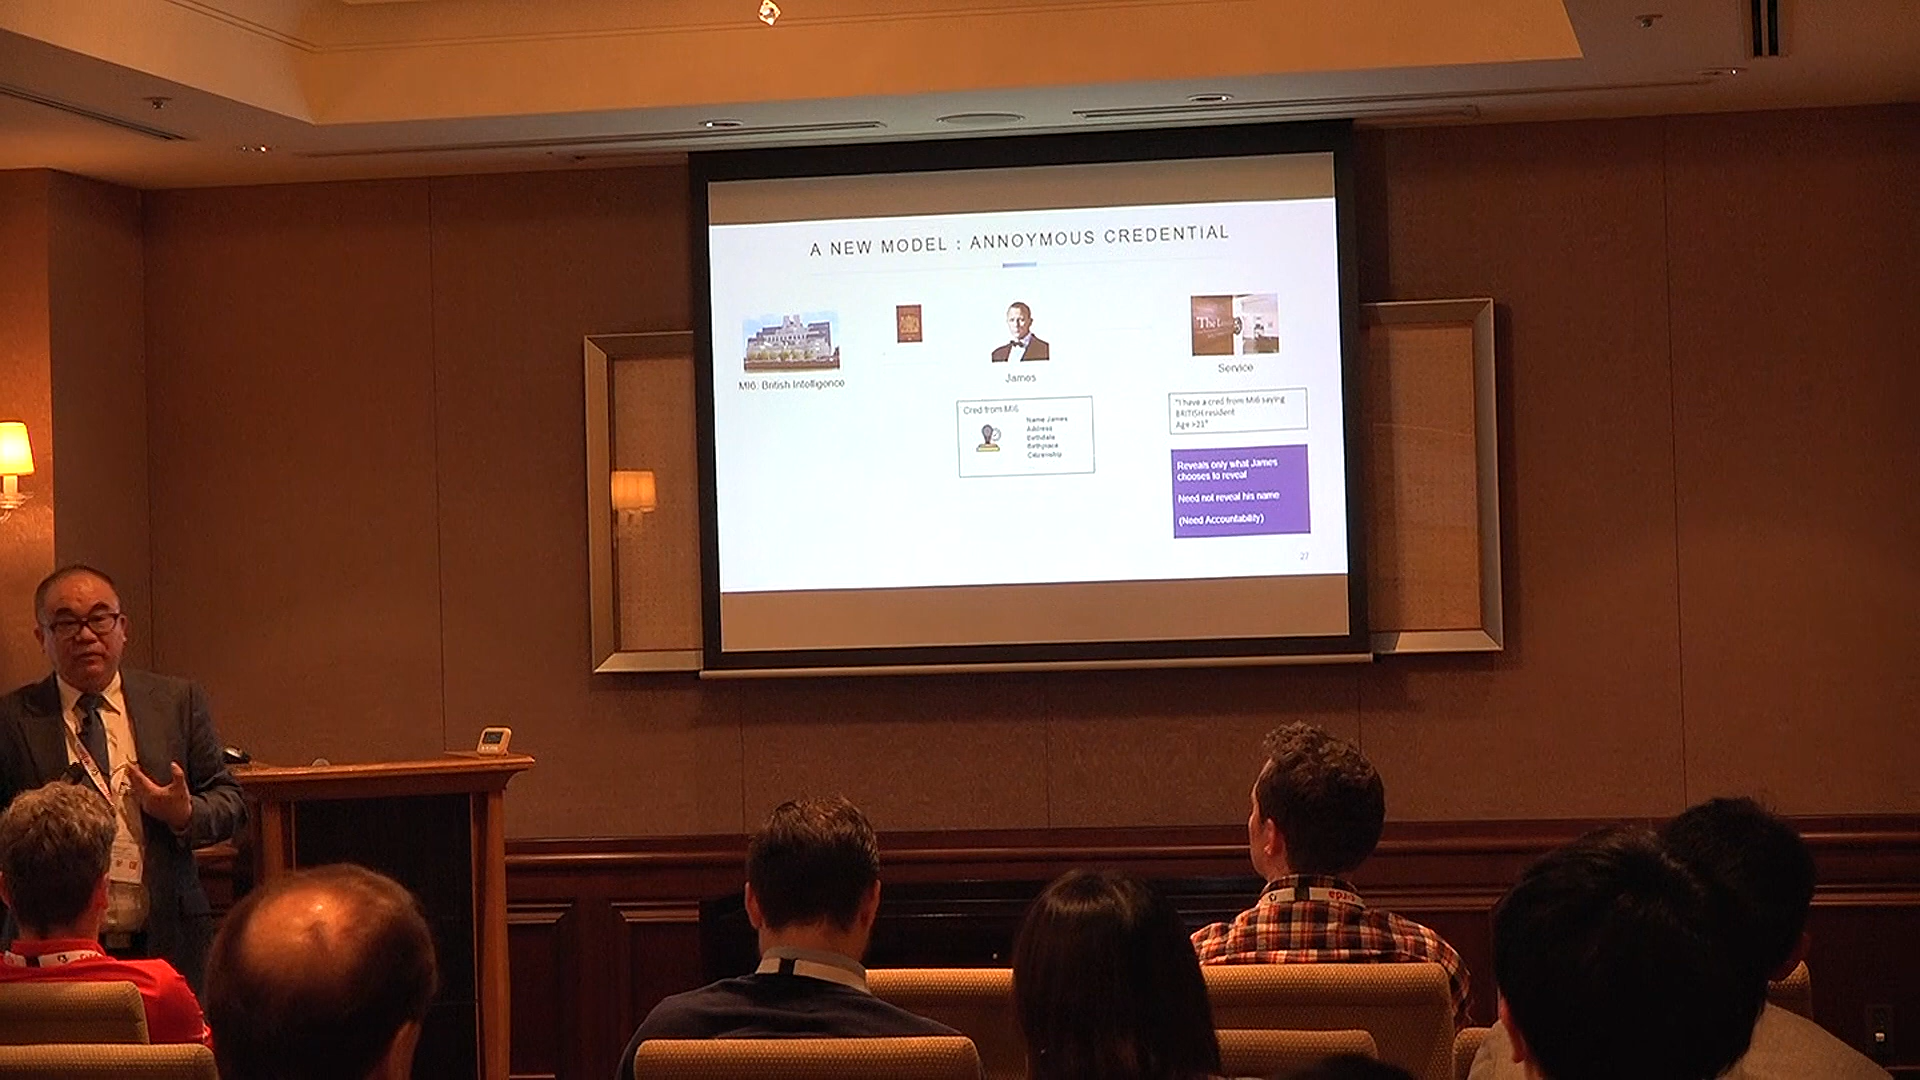 A NEW MODEL : ANNOYMOUS CREDENTIAL
MI6: British Intelligence
James
The
Service
Cred from MI6
Name: James
Address
Birthdate
Birthplace
Citizenship
"I have a cred from MI6 saying
BRITISH resident
Age >21"
Reveals only what James
chooses to reveal
Need not reveal his name
(Need Accountability)
27